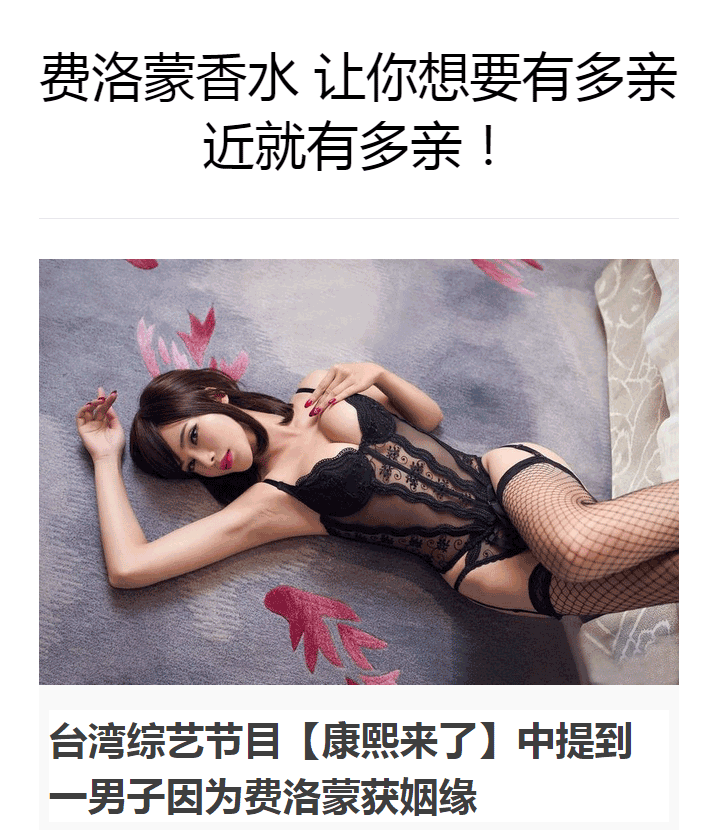 费洛蒙香水 让你想要有多亲
近就有多亲！
台湾综艺节目【康熙来了】中提到
一男子因为费洛蒙获姻缘